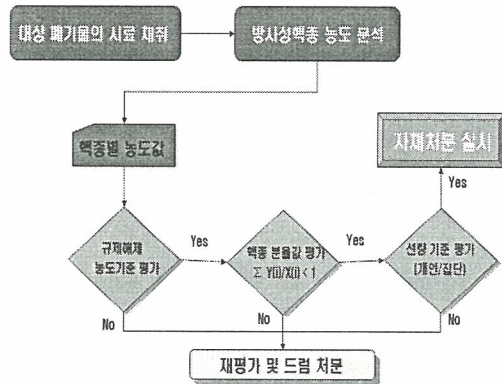 대상 폐기물의 시료 채취
방사성핵종 농도 분석
핵종별 농도값
자체처분 실시
Yes
규제해제
농도기준 평가
Yes
핵종 분율값 평가
Σ Y(i)/X(i) < 1
Yes
선량 기준 평가
(개인/집단)
No
No
No
재평가 및 드럼 처분